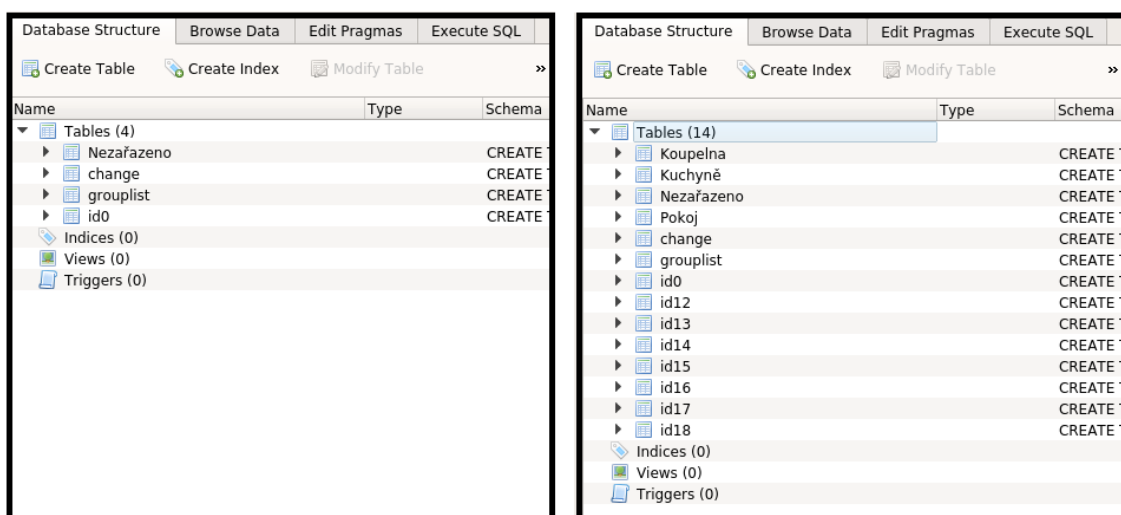 Database Structure Browse Data Edit Pragmas Execute SQL
Create Table Create Index Modify Table »
Name Type Schema
Tables (4)
Nezařazeno CREATE T
change CREATE T
grouplist CREATE T
id0 CREATE T
Indices (0)
Views (0)
Triggers (0)
Database Structure Browse Data Edit Pragmas Execute SQL
Create Table Create Index Modify Table »
Name Type Schema
Tables (14)
Koupelna CREATE T
Kuchyně CREATE T
Nezařazeno CREATE T
Pokoj CREATE T
change CREATE T
grouplist CREATE T
id0 CREATE T
id12 CREATE T
id13 CREATE T
id14 CREATE T
id15 CREATE T
id16 CREATE T
id17 CREATE T
id18 CREATE T
Indices (0)
Views (0)
Triggers (0)